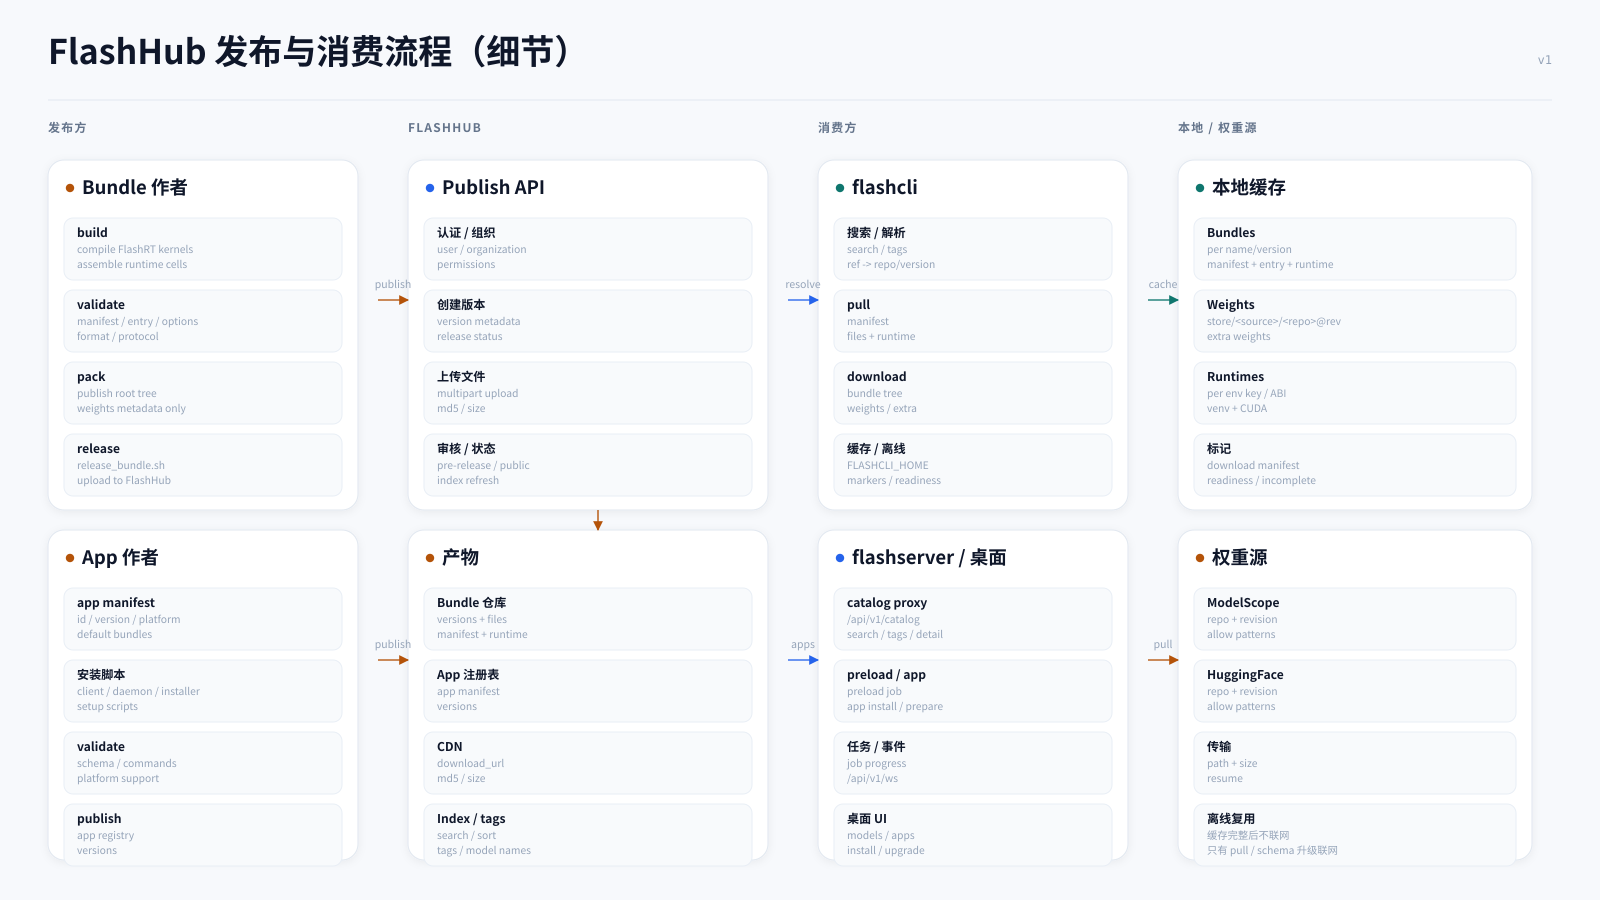 FlashHub 发布与消费流程（细节）
v1
发布方
FLASHHUB
消费方
本地 / 权重源
Bundle 作者
build
compile FlashRT kernels
assemble runtime cells
validate
manifest / entry / options
format / protocol
pack
publish root tree
weights metadata only
release
release_bundle.sh
upload to FlashHub
publish
Publish API
认证 / 组织
user / organization
permissions
创建版本
version metadata
release status
上传文件
multipart upload
md5 / size
审核 / 状态
pre-release / public
index refresh
resolve
flashcli
搜索 / 解析
search / tags
ref -> repo/version
pull
manifest
files + runtime
download
bundle tree
weights / extra
缓存 / 离线
FLASHCLI_HOME
markers / readiness
cache
本地缓存
Bundles
per name/version
manifest + entry + runtime
Weights
store/<source>/<repo>@rev
extra weights
Runtimes
per env key / ABI
venv + CUDA
标记
download manifest
readiness / incomplete
App 作者
app manifest
id / version / platform
default bundles
安装脚本
client / daemon / installer
setup scripts
validate
schema / commands
platform support
publish
app registry
versions
publish
产物
Bundle 仓库
versions + files
manifest + runtime
App 注册表
app manifest
versions
CDN
download_url
md5 / size
Index / tags
search / sort
tags / model names
apps
flashserver / 桌面
catalog proxy
/api/v1/catalog
search / tags / detail
preload / app
preload job
app install / prepare
任务 / 事件
job progress
/api/v1/ws
桌面 UI
models / apps
install / upgrade
pull
权重源
ModelScope
repo + revision
allow patterns
HuggingFace
repo + revision
allow patterns
传输
path + size
resume
离线复用
缓存完整后不联网
只有 pull / schema 升级联网